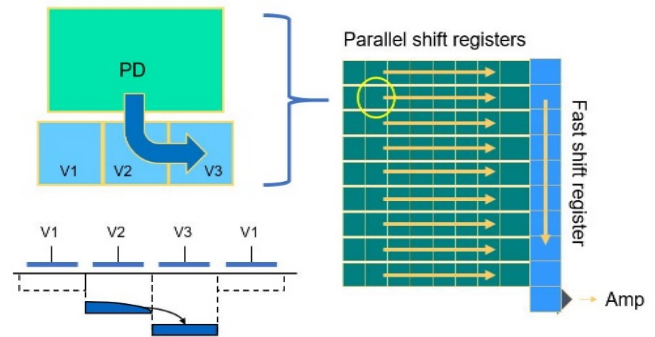 PD
V1 V2 V3
V1 V2 V3 V1
Parallel shift registers
Fast shift register
Amp